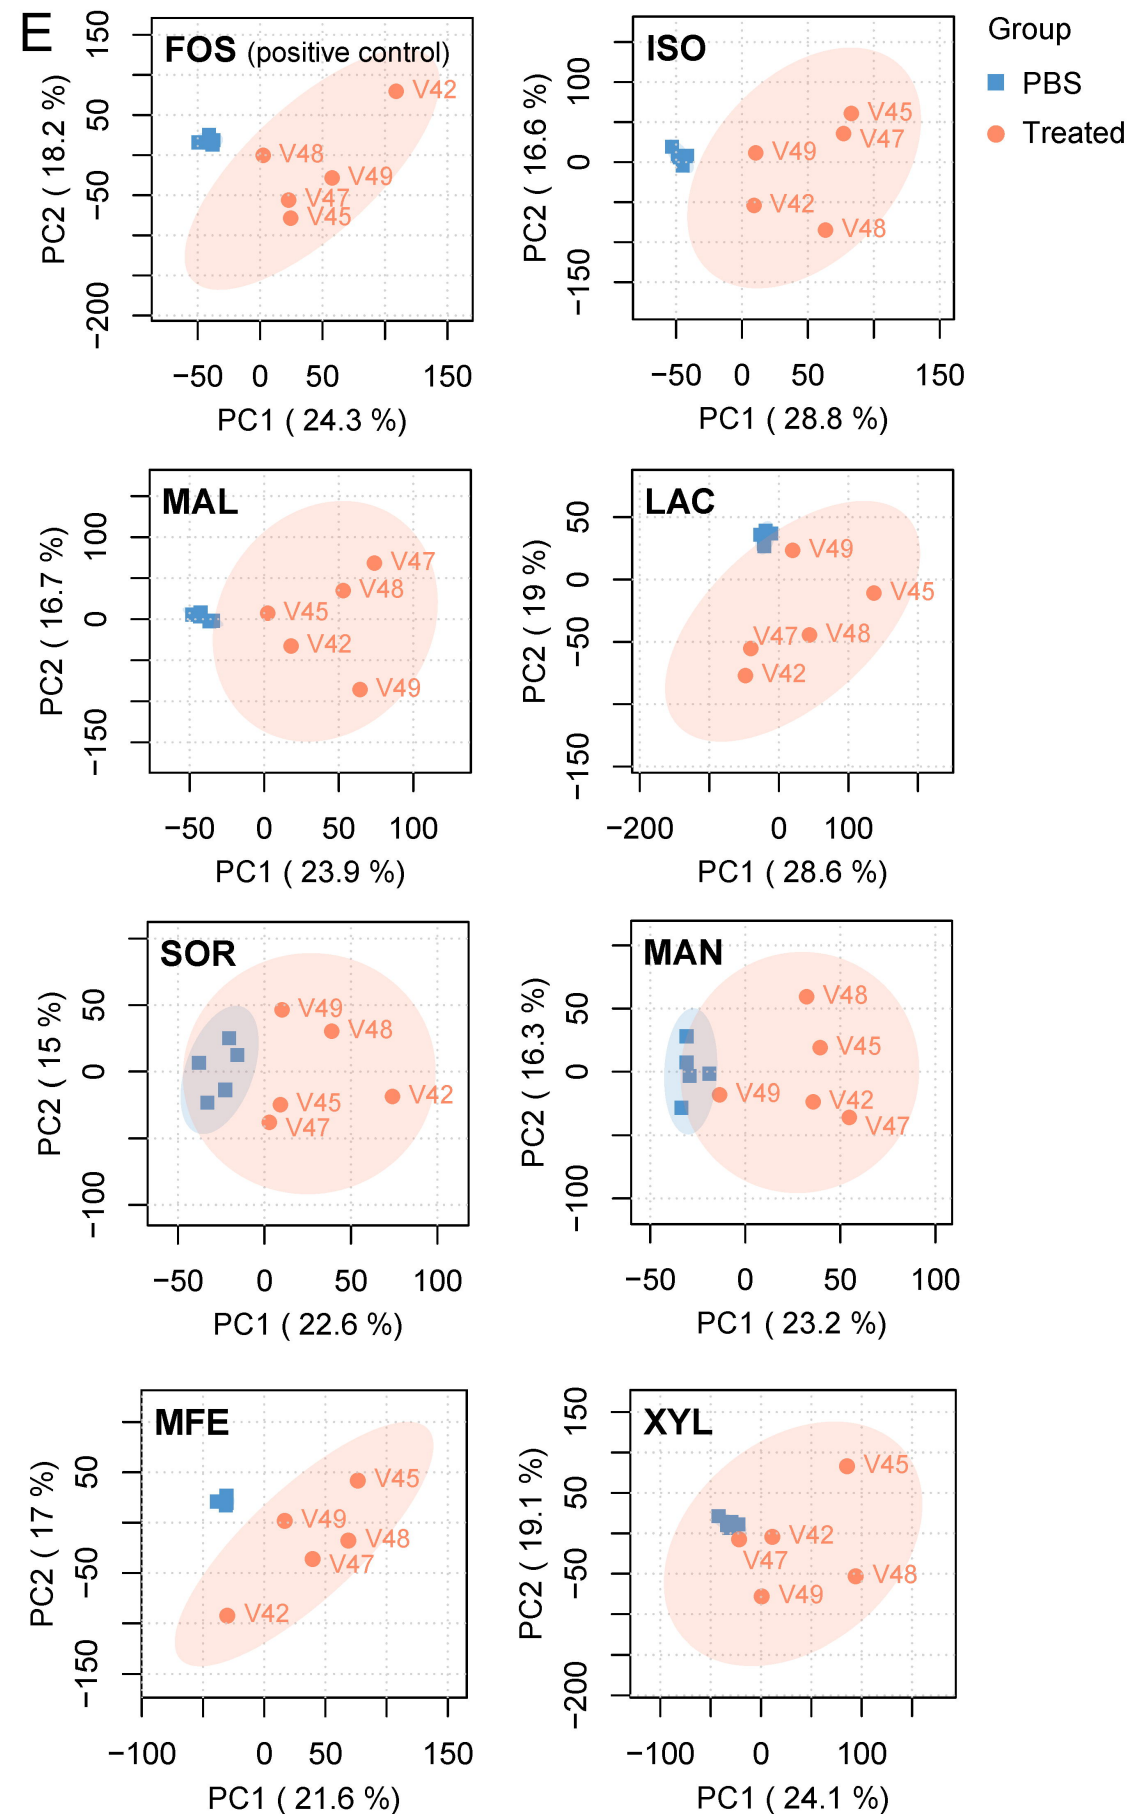 E
FOS (positive control)
150
50
−50
−200
PC2 ( 18.2 %)
V42
V48
V49
V47
V45
−50 0 50 150
PC1 ( 24.3 %)
ISO
100
0
−150
PC2 ( 16.6 %)
V45
V47
V49
V42
V48
−50 0 50 150
PC1 ( 28.8 %)
Group
PBS
Treated
MAL
100
0
−150
PC2 ( 16.7 %)
V47
V48
V45
V42
V49
−50 0 50 100
PC1 ( 23.9 %)
LAC
50
0
−50
−150
PC2 ( 19 %)
V49
V45
V47
V48
V42
−200 0 100
PC1 ( 28.6 %)
SOR
50
0
−100
PC2 ( 15 %)
V49
V48
V45
V42
V47
−50 0 50 100
PC1 ( 22.6 %)
MAN
50
0
−100
PC2 ( 16.3 %)
V48
V45
V49
V42
V47
−50 0 50 100
PC1 ( 23.2 %)
MFE
50
−50
−150
PC2 ( 17 %)
V45
V49
V48
V47
V42
−100 0 50 150
PC1 ( 21.6 %)
XYL
150
50
−50
−200
PC2 ( 19.1 %)
V45
V42
V47
V48
V49
−100 0 100
PC1 ( 24.1 %)